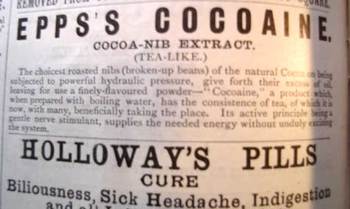 REMOVED FROM
EPPS'S COCOAINE.
COCOA-NIB EXTRACT.
(TEA-LIKE.)
The choicest roasted nibs (broken-up beans) of the natural Cocoa on being
subjected to powerful hydraulic pressure, give forth their excess of oil,
leaving for use a finely-flavoured powder—"Cocoaine," a product which,
when prepared with boiling water, has the consistence of tea, of which it is
now, with many, beneficially taking the place. Its active principle being a
gentle nerve stimulant, supplies the needed energy without unduly exciting
the system.
HOLLOWAY'S PILLS
CURE
Biliousness, Sick Headache, Indigestion
and all